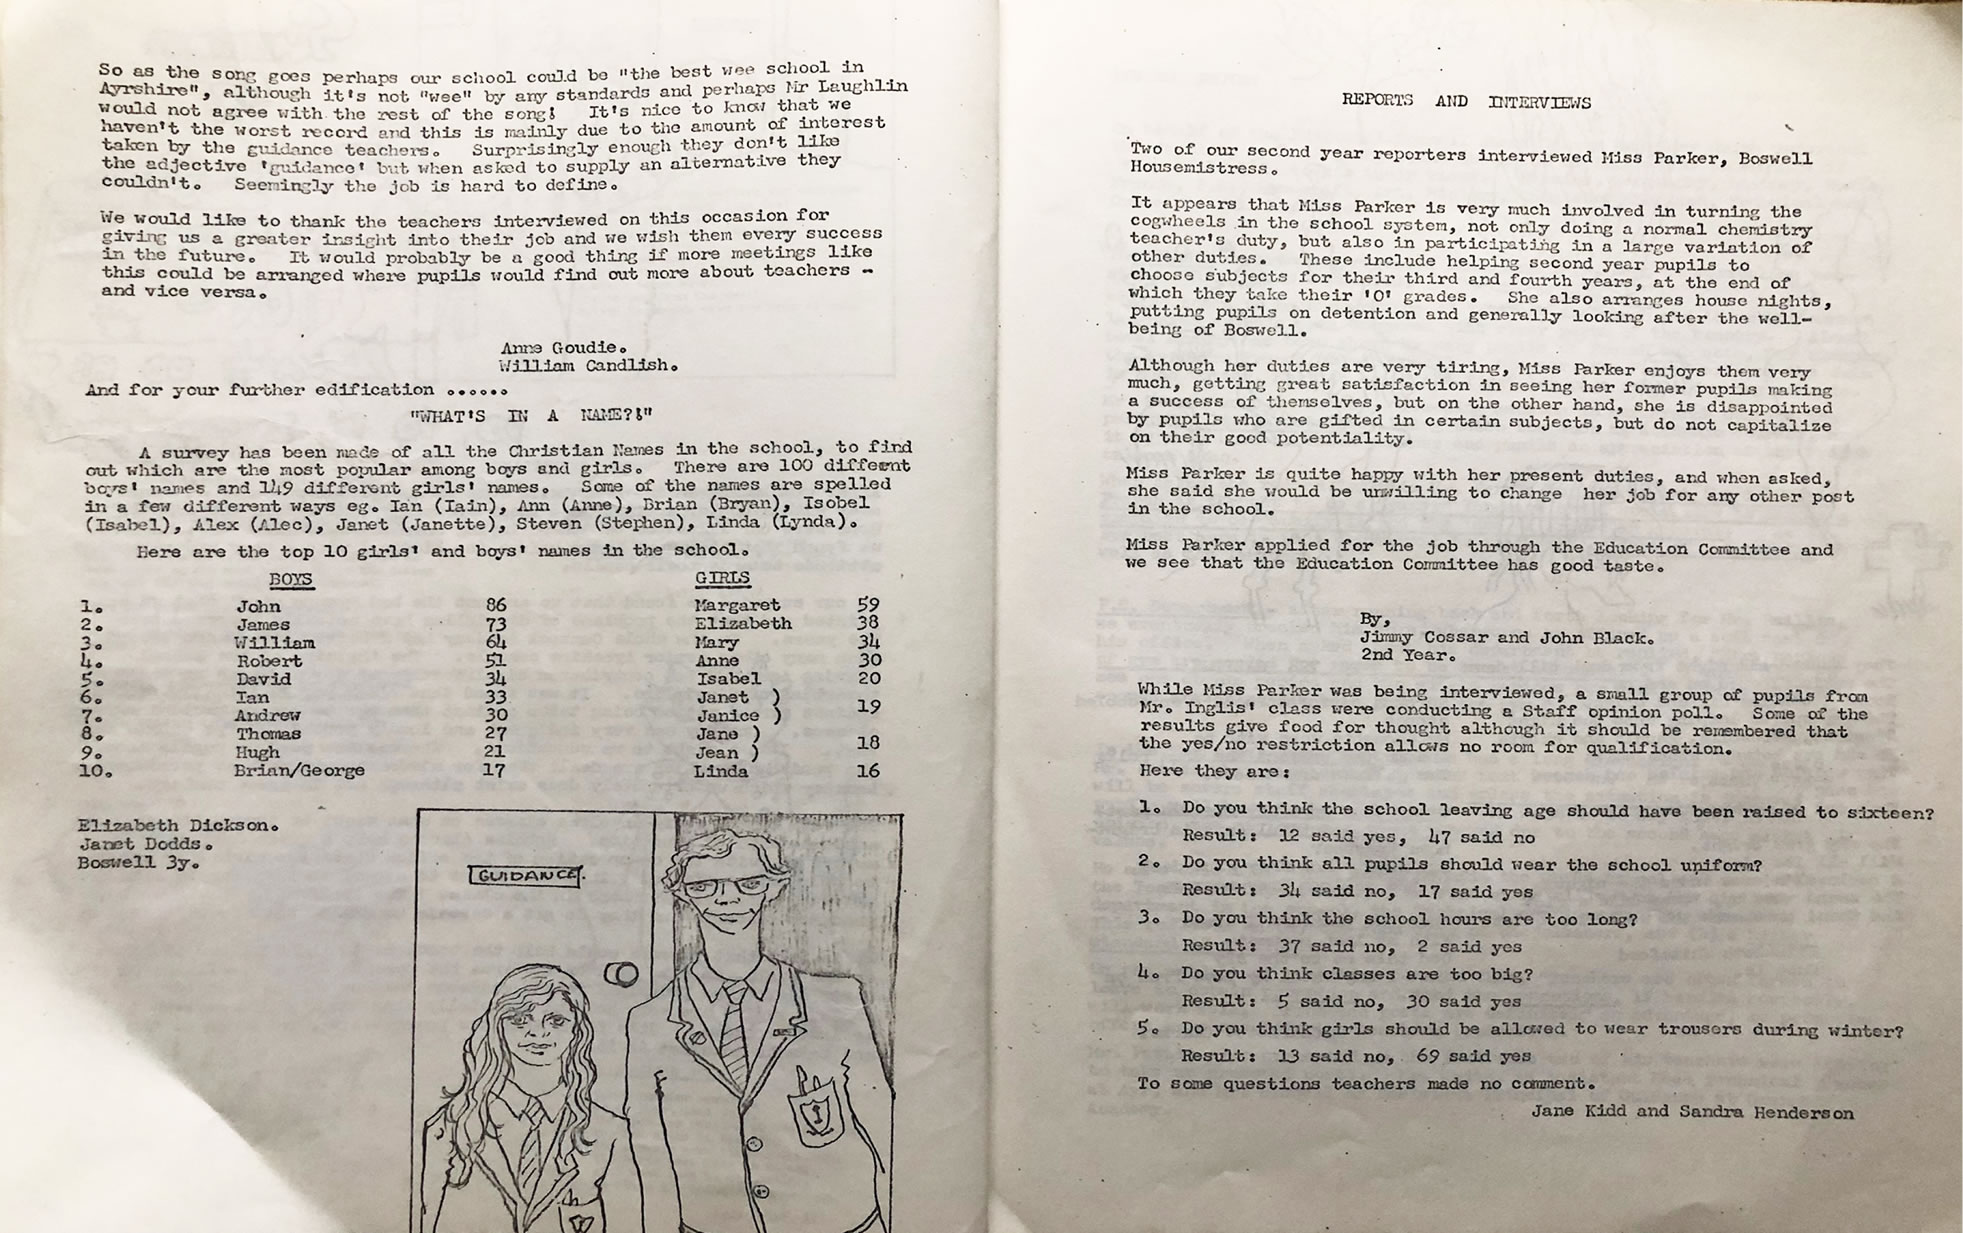 So as the song goes perhaps our school could be "the best wee school in
Ayrshire", although it's not "wee" by any standards and perhaps Mr Laughlin
would not agree with the rest of the song! It's nice to know that we
haven't the worst record and this is mainly due to the amount of interest
taken by the guidance teachers. Surprisingly enough they don't like
the adjective 'guidance' but when asked to supply an alternative they
couldn't. Seemingly the job is hard to define.
We would like to thank the teachers interviewed on this occasion for
giving us a greater insight into their job and we wish them every success
in the future. It would probably be a good thing if more meetings like
this could be arranged where pupils would find out more about teachers -
and vice versa.
Anne Goudie.
William Candlish.
And for your further edification ......
"WHAT'S IN A NAME?!"
A survey has been made of all the Christian Names in the school, to find
out which are the most popular among boys and girls. There are 100 different
boys' names and 149 different girls' names. Some of the names are spelled
in a few different ways eg. Ian (Iain), Ann (Anne), Brian (Bryan), Isobel
(Isabel), Alex (Alec), Janet (Janette), Steven (Stephen), Linda (Lynda).
Here are the top 10 girls' and boys' names in the school.
BOYS GIRLS
1. John 86 Margaret 59
2. James 73 Elizabeth 38
3. William 64 Mary 34
4. Robert 51 Anne 30
5. David 34 Isabel 20
6. Ian 33 Janet )
19
7. Andrew 30 Janice )
8. Thomas 27 Jane )
18
9. Hugh 21 Jean )
10. Brian/George 17 Linda 16
Elizabeth Dickson.
Janet Dodds.
Boswell 3y.
GUIDANCE.
REPORTS AND INTERVIEWS
Two of our second year reporters interviewed Miss Parker, Boswell
Housemistress.
It appears that Miss Parker is very much involved in turning the
cogwheels in the school system, not only doing a normal chemistry
teacher's duty, but also in participating in a large variation of
other duties. These include helping second year pupils to
choose subjects for their third and fourth years, at the end of
which they take their 'O' grades. She also arranges house nights,
putting pupils on detention and generally looking after the well-
being of Boswell.
Although her duties are very tiring, Miss Parker enjoys them very
much, getting great satisfaction in seeing her former pupils making
a success of themselves, but on the other hand, she is disappointed
by pupils who are gifted in certain subjects, but do not capitalize
on their good potentiality.
Miss Parker is quite happy with her present duties, and when asked,
she said she would be unwilling to change her job for any other post
in the school.
Miss Parker applied for the job through the Education Committee and
we see that the Education Committee has good taste.
By,
Jimmy Cossar and John Black.
2nd Year.
While Miss Parker was being interviewed, a small group of pupils from
Mr. Inglis' class were conducting a Staff opinion poll. Some of the
results give food for thought although it should be remembered that
the yes/no restriction allows no room for qualification.
Here they are:
1. Do you think the school leaving age should have been raised to sixteen?
Result: 12 said yes, 47 said no
2. Do you think all pupils should wear the school uniform?
Result: 34 said no, 17 said yes
3. Do you think the school hours are too long?
Result: 37 said no, 2 said yes
4. Do you think classes are too big?
Result: 5 said no, 30 said yes
5. Do you think girls should be allowed to wear trousers during winter?
Result: 13 said no, 69 said yes
To some questions teachers made no comment.
Jane Kidd and Sandra Henderson